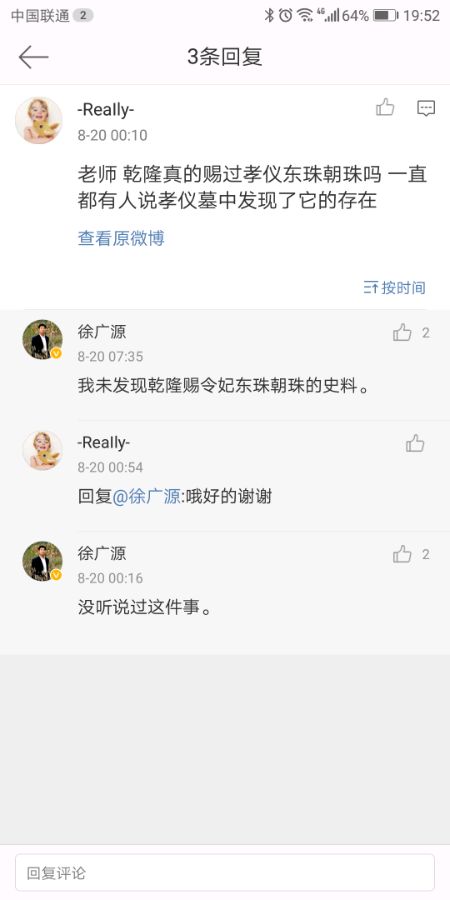 中国联通 2 4G 64% 19:52
3条回复
-Really-
8-20 00:10
老师 乾隆真的赐过孝仪东珠朝珠吗 一直
都有人说孝仪墓中发现了它的存在
查看原微博
按时间
徐广源 2
8-20 07:35
我未发现乾隆赐令妃东珠朝珠的史料。
-Really-
8-20 00:54
回复@徐广源:哦好的谢谢
徐广源 2
8-20 00:16
没听说过这件事。
回复评论